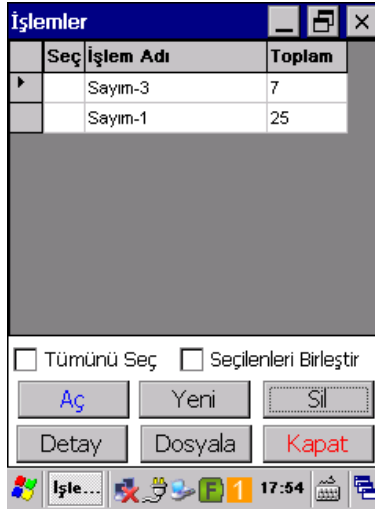 İşlemler
Seç İşlem Adı Toplam
Sayım-3 7
Sayım-1 25
Tümünü Seç Seçilenleri Birleştir
Aç Yeni Sil
Detay Dosyala Kapat
İşle... F 1 17:54